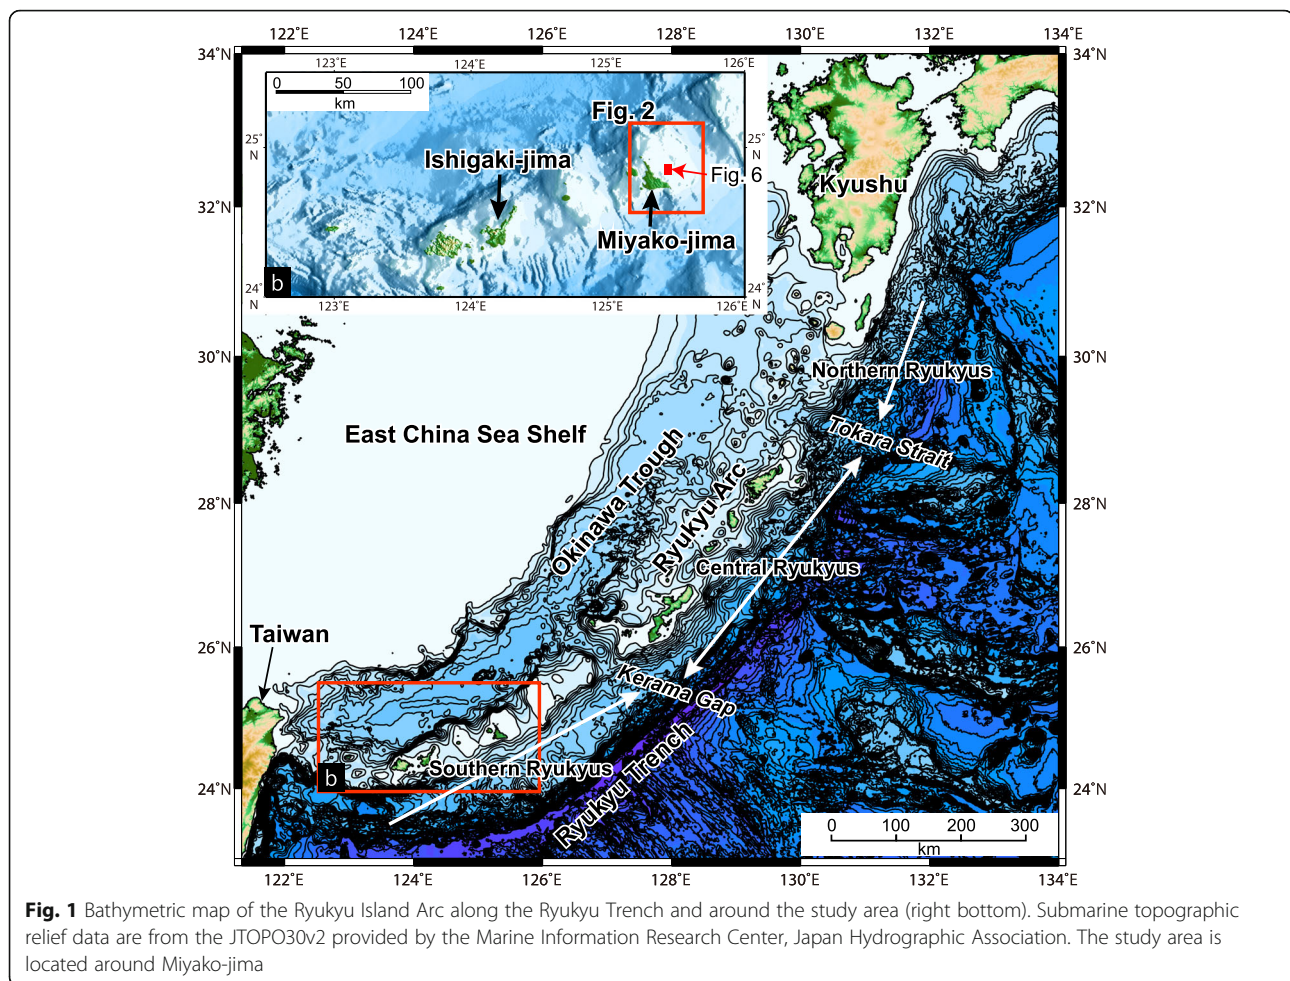 122˚E 124˚E 126˚E 128˚E 130˚E 132˚E 134˚E
34˚N 34˚N
123˚E 124˚E 125˚E 126˚E
0 50 100
km
Fig. 2
25˚
N
25˚
N
Ishigaki-jima
Fig. 6
Kyushu
32˚N 32˚N
Miyako-jima
b
24˚
N
24˚
N
123˚E 124˚E 125˚E 126˚E
30˚N 30˚N
Northern Ryukyus
Tokara Strait
East China Sea Shelf
Okinawa Trough
Ryukyu Arc
28˚N 28˚N
Central Ryukyus
26˚N 26˚N
Taiwan
Kerama Gap
b
Southern Ryukyus
Ryukyu Trench
24˚N 24˚N
0 100 200 300
km
122˚E 124˚E 126˚E 128˚E 130˚E 132˚E 134˚E
Fig. 1 Bathymetric map of the Ryukyu Island Arc along the Ryukyu Trench and around the study area (right bottom). Submarine topographic
relief data are from the JTOPO30v2 provided by the Marine Information Research Center, Japan Hydrographic Association. The study area is
located around Miyako-jima